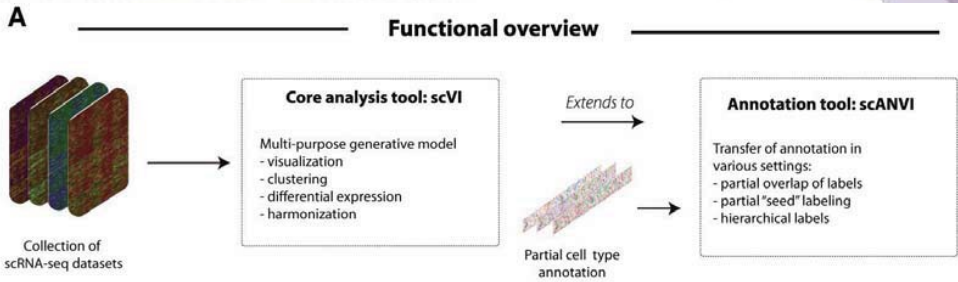 A
Functional overview
Collection of
scRNA-seq datasets
Core analysis tool: scVI
Multi-purpose generative model
- visualization
- clustering
- differential expression
- harmonization
Extends to
Partial cell type
annotation
Annotation tool: scANVI
Transfer of annotation in
various settings:
- partial overlap of labels
- partial "seed" labeling
- hierarchical labels